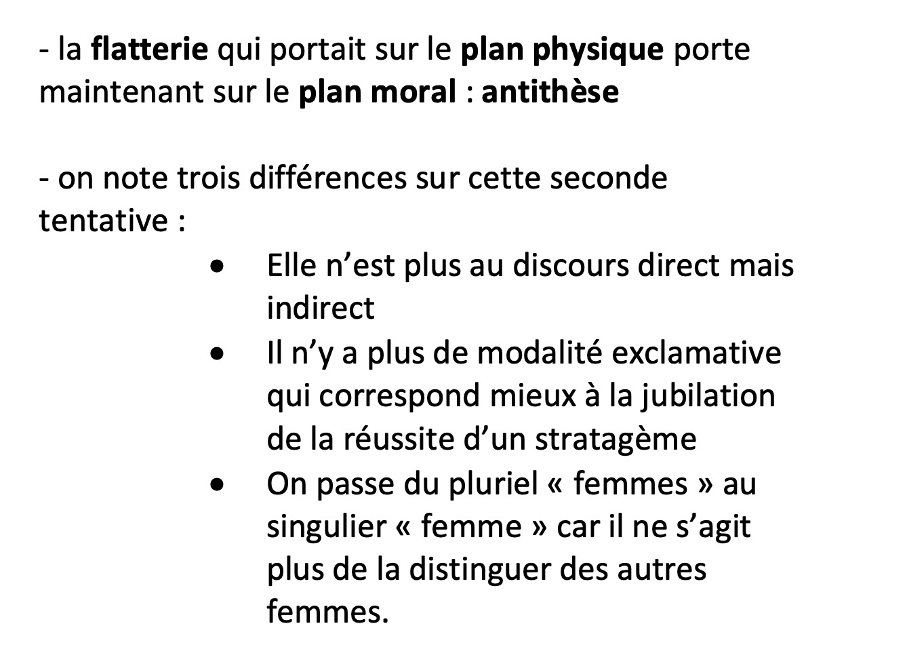 - la flatterie qui portait sur le plan physique porte
maintenant sur le plan moral : antithèse
- on note trois différences sur cette seconde
tentative :
• Elle n’est plus au discours direct mais
indirect
• Il n’y a plus de modalité exclamative
qui correspond mieux à la jubilation
de la réussite d’un stratagème
• On passe du pluriel « femmes » au
singulier « femme » car il ne s’agit
plus de la distinguer des autres
femmes.